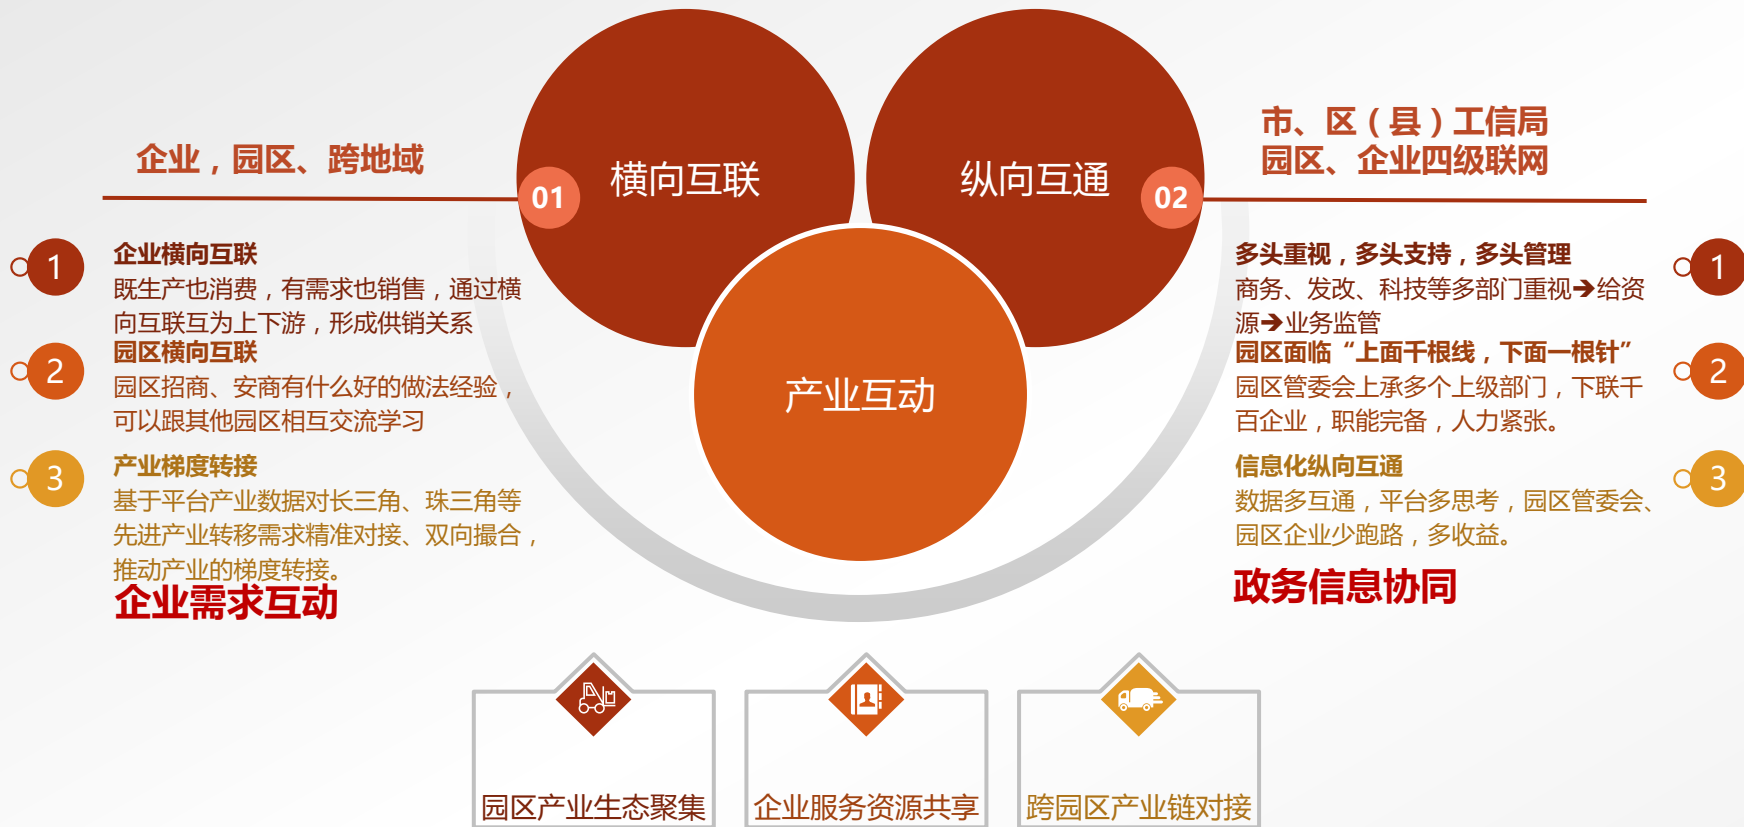 横向互联
纵向互通
产业互动
企业，园区、跨地域
01
1
企业横向互联
既生产也消费，有需求也销售，通过横
向互联互为上下游，形成供销关系
2
园区横向互联
园区招商、安商有什么好的做法经验，
可以跟其他园区相互交流学习
3
产业梯度转接
基于平台产业数据对长三角、珠三角等
先进产业转移需求精准对接、双向撮合，
推动产业的梯度转接。
企业需求互动
市、区（县）工信局
园区、企业四级联网
02
多头重视，多头支持，多头管理
1
商务、发改、科技等多部门重视➔给资
源➔业务监管
园区面临“上面千根线，下面一根针”
2
园区管委会上承多个上级部门，下联千
百企业，职能完备，人力紧张。
信息化纵向互通
3
数据多互通，平台多思考，园区管委会、
园区企业少跑路，多收益。
政务信息协同
园区产业生态聚集
企业服务资源共享
跨园区产业链对接